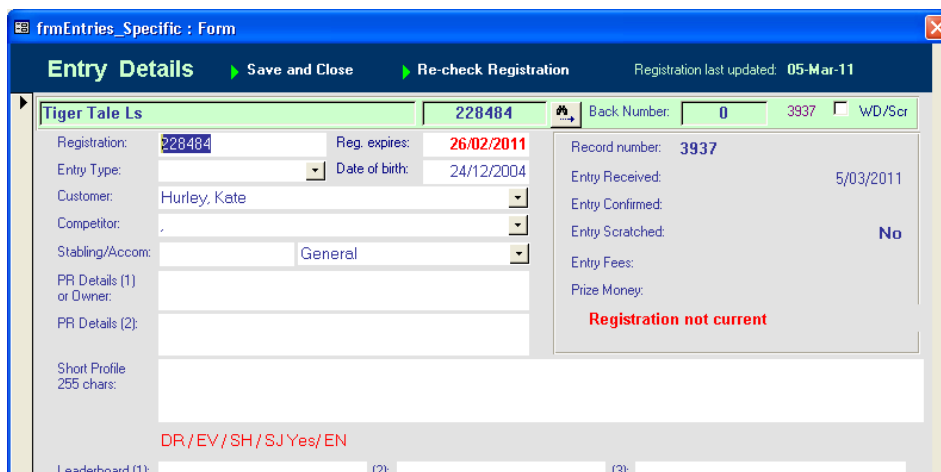 frmEntries_Specific : Form
Entry Details Save and Close Re-check Registration Registration last updated: 05-Mar-11
Tiger Tale Ls 228484 Back Number: 0 3937 WD/Scr
Registration: 228484 Reg. expires: 26/02/2011
Record number: 3937
Entry Type: Date of birth: 24/12/2004
Entry Received: 5/03/2011
Customer: Hurley, Kate
Entry Confirmed:
Competitor: ,
Entry Scratched: No
Stabling/Accom: General
Entry Fees:
PR Details (1)
or Owner:
Prize Money:
PR Details (2):
Registration not current
Short Profile
255 chars:
DR / EV / SH / SJ Yes/ EN
Leaderboard (1): (2): (3):